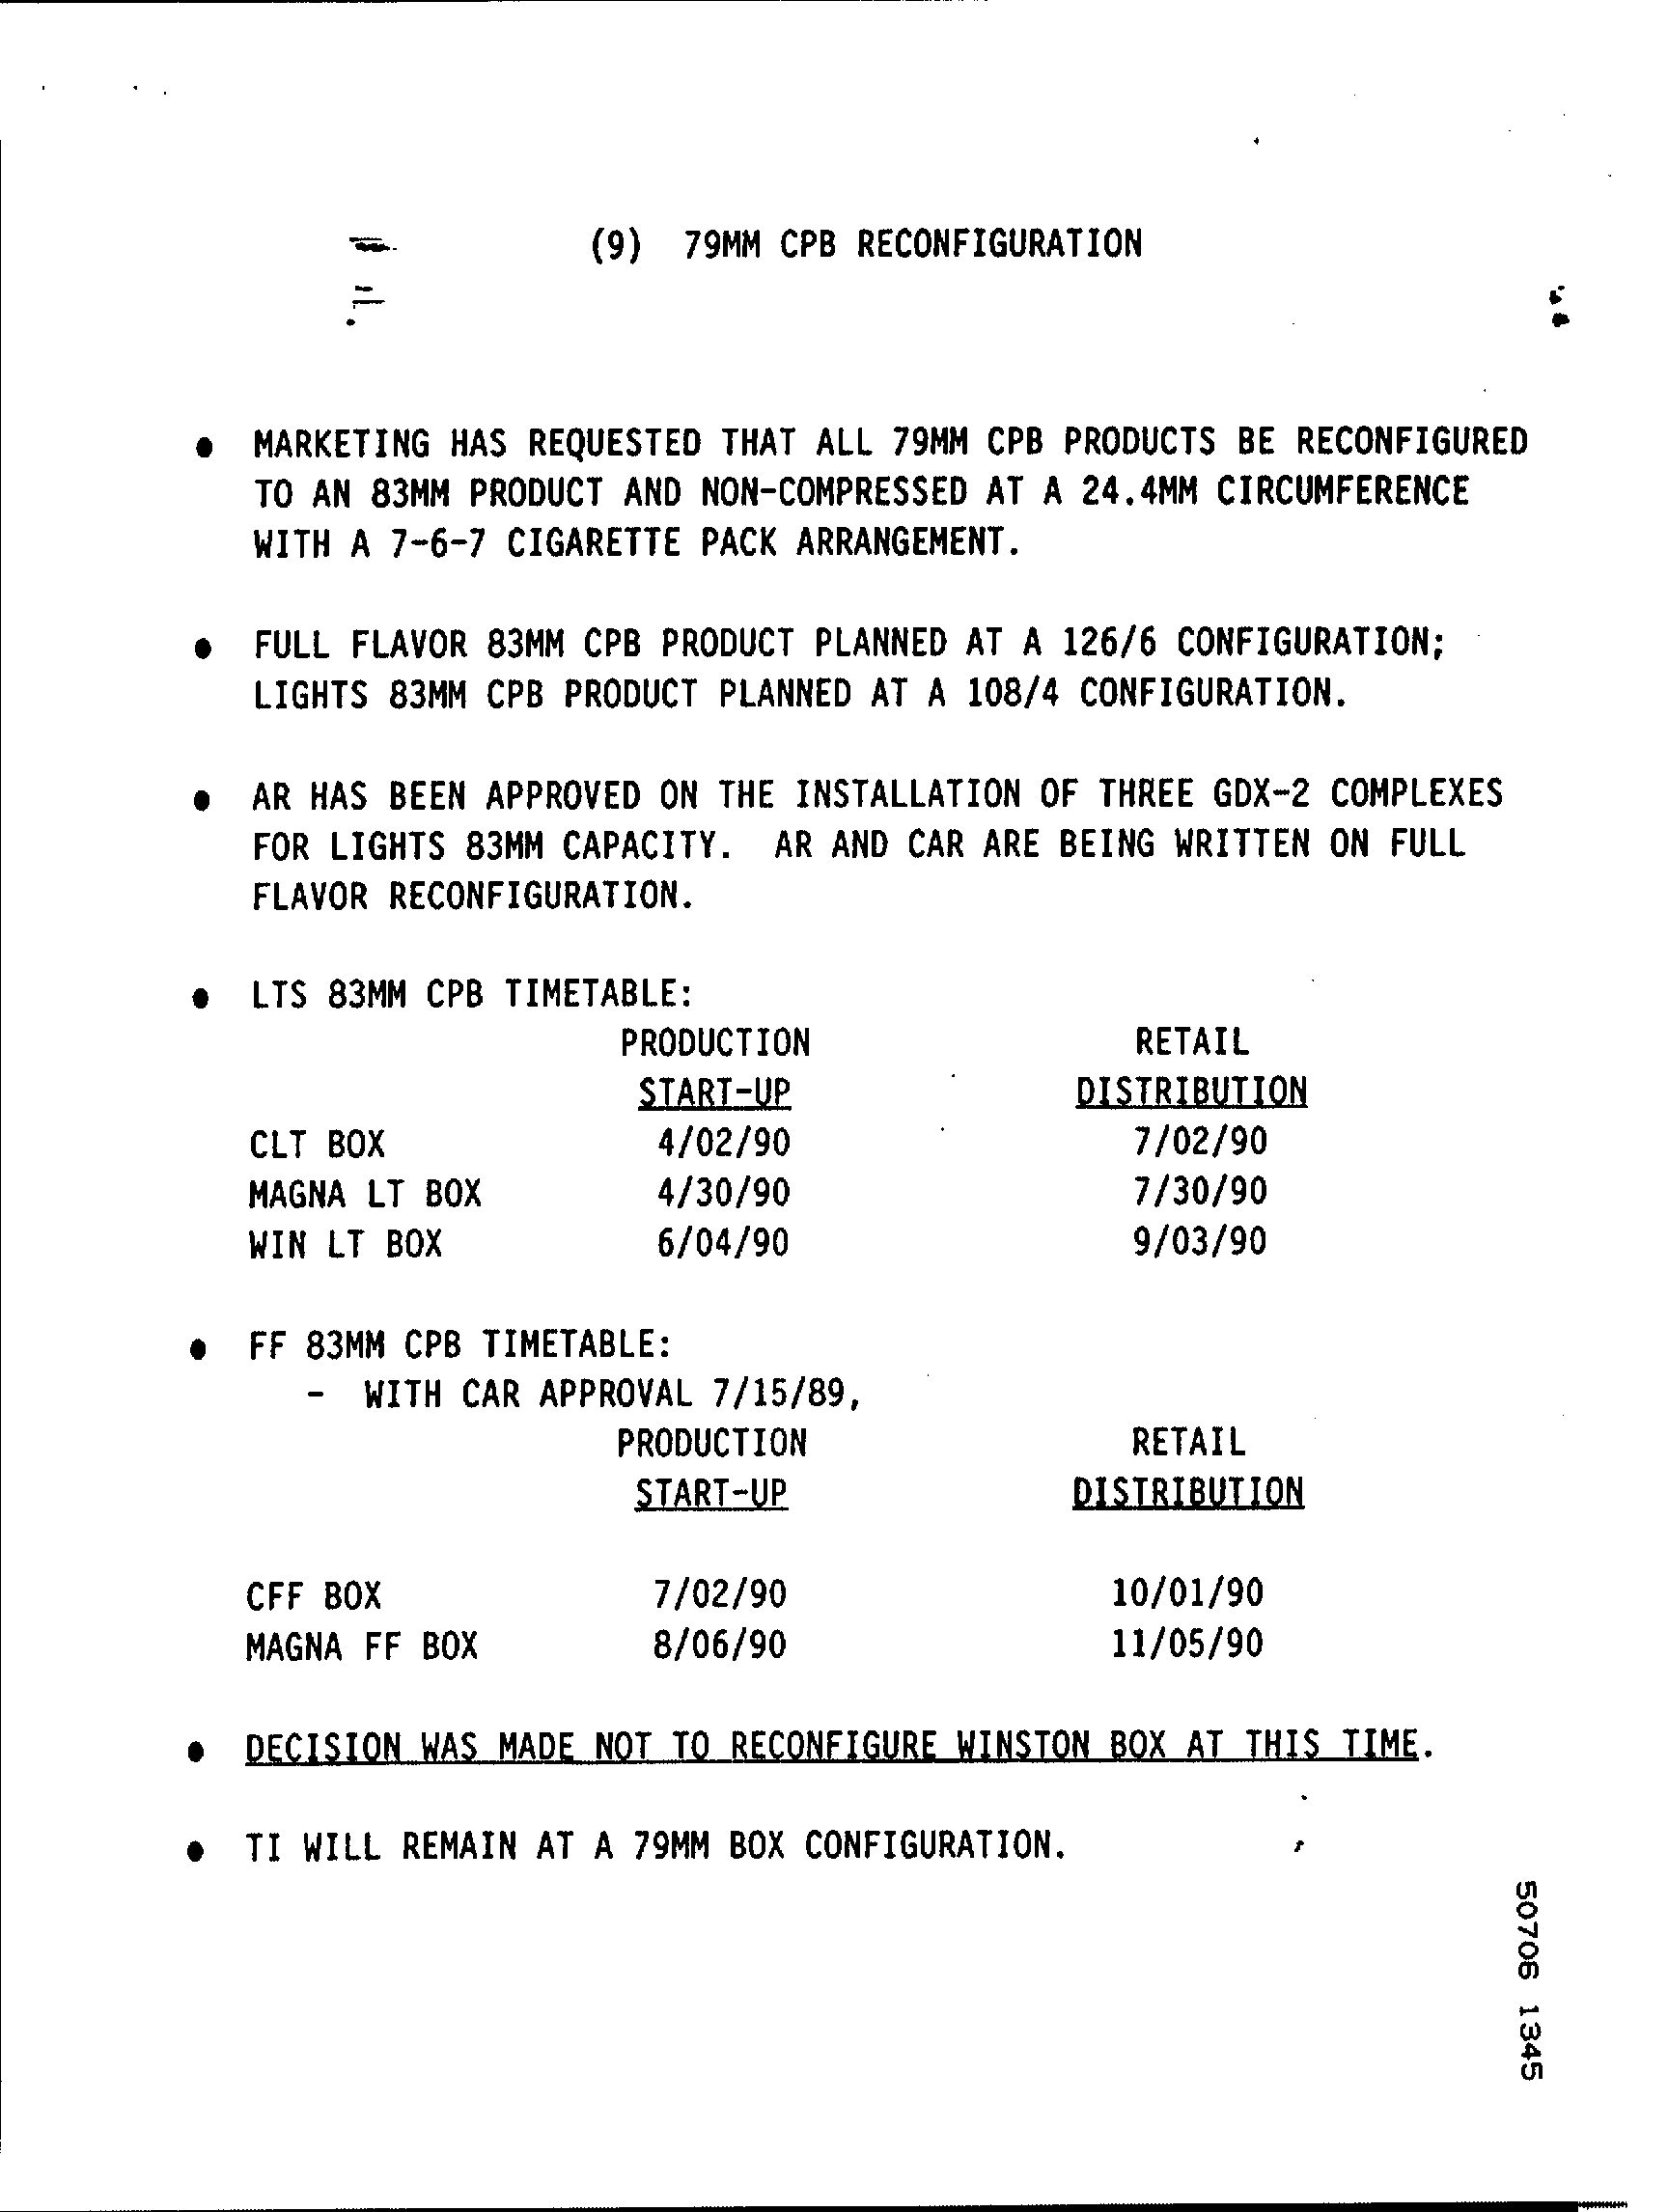 (9) 79MM CPB RECONFIGURATION
● MARKETING HAS REQUESTED THAT ALL 79MM CPB PRODUCTS BE RECONFIGURED
TO AN 83MM PRODUCT AND NON-COMPRESSED AT A 24.4MM CIRCUMFERENCE
WITH A 7-6-7 CIGARETTE PACK ARRANGEMENT.
● FULL FLAVOR 83MM CPB PRODUCT PLANNED AT A 126/6 CONFIGURATION;
LIGHTS 83MM CPB PRODUCT PLANNED AT A 108/4 CONFIGURATION.
● AR HAS BEEN APPROVED ON THE INSTALLATION OF THREE GDX-2 COMPLEXES
FOR LIGHTS 83MM CAPACITY. AR AND CAR ARE BEING WRITTEN ON FULL
FLAVOR RECONFIGURATION.
● LTS 83MM CPB TIMETABLE:
PRODUCTION RETAIL
START-UP DISTRIBUTION
CLT BOX 4/02/90 7/02/90
MAGNA LT BOX 4/30/90 7/30/90
WIN LT BOX 6/04/90 9/03/90
● FF 83MM CPB TIMETABLE:
- WITH CAR APPROVAL 7/15/89,
PRODUCTION RETAIL
START-UP DISTRIBUTION
CFF BOX 7/02/90 10/01/90
MAGNA FF BOX 8/06/90 11/05/90
● DECISION WAS MADE NOT TO RECONFIGURE WINSTON BOX AT THIS TIME.
● TI WILL REMAIN AT A 79MM BOX CONFIGURATION.
50706 1345